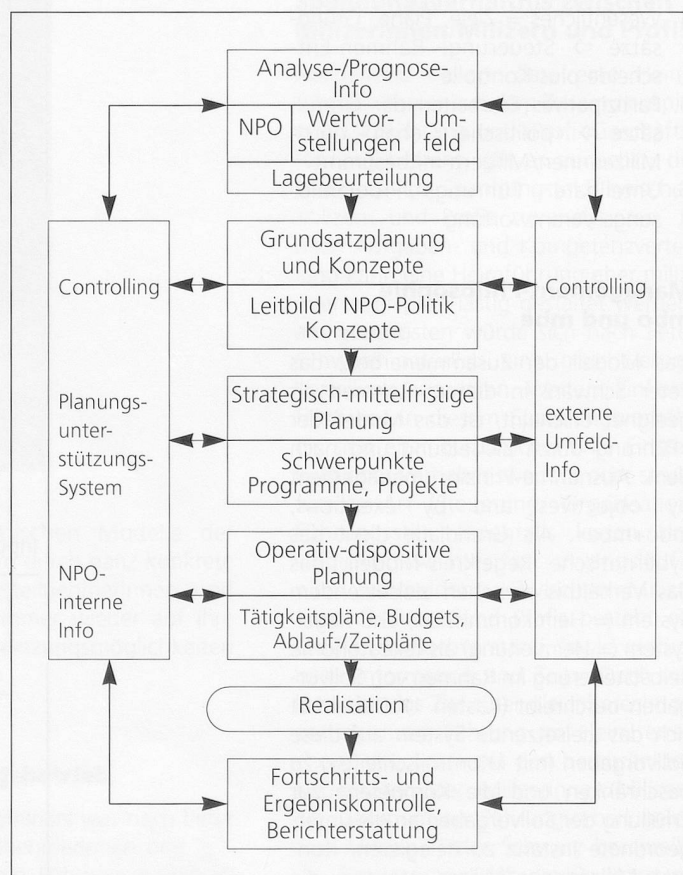 Analyse-/Prognose-
Info
NPO
Wertvor-
stellungen
Um-
feld
Lagebeurteilung
Grundsatzplanung
und Konzepte
Leitbild / NPO-Politik
Konzepte
Controlling
Controlling
Strategisch-mittelfristige
Planung
Schwerpunkte
Programme, Projekte
Planungs-
unter-
stützungs-
System
externe
Umfeld-
Info
Operativ-dispositive
Planung
Tätigkeitspläne, Budgets,
Ablauf-/Zeitpläne
NPO-
interne
Info
Realisation
Fortschritts- und
Ergebniskontrolle,
Berichterstattung